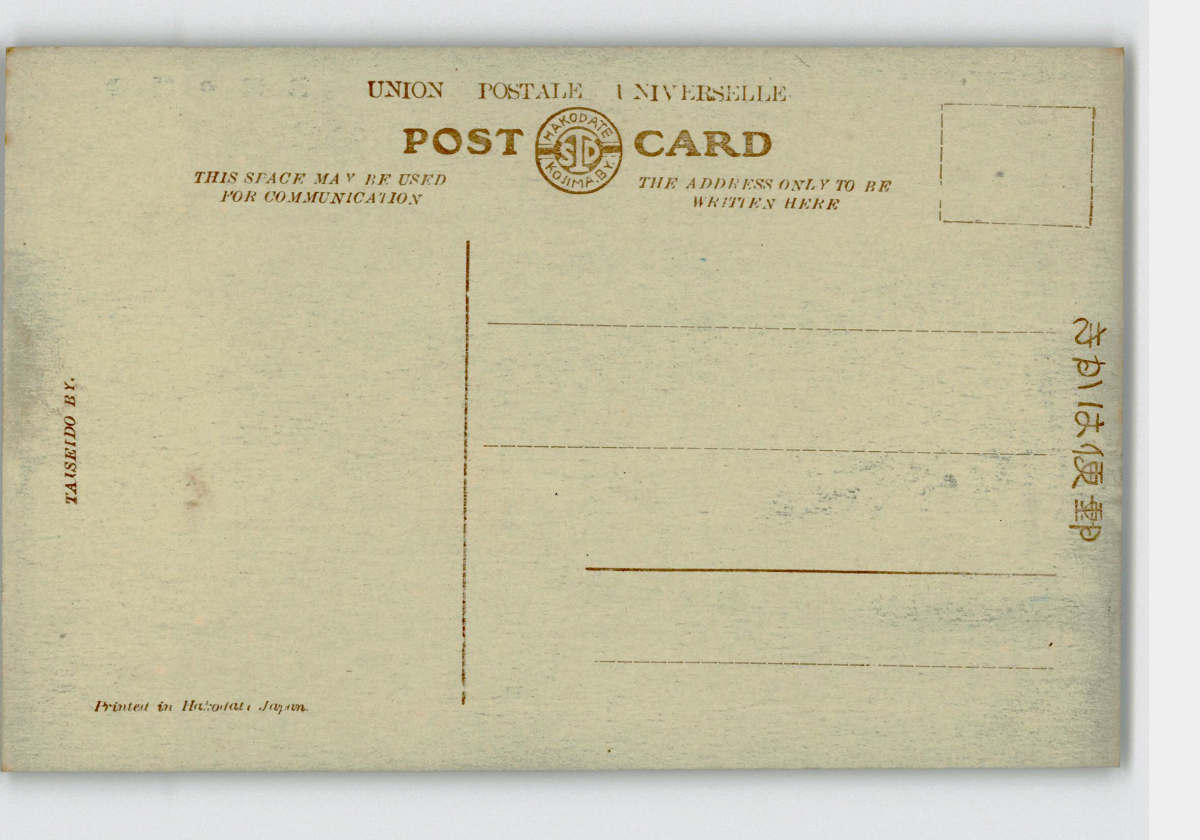 UNION POSTALE UNIVERSELLE
POST CARD
HAKODATE
KOJIMA.BY.
THIS SPACE MAY BE USED
FOR COMMUNICATION
THE ADDRESS ONLY TO BE
WRITTEN HERE
きかは便郵
TAISEIDO BY.
Printed in Hakodate Japan.